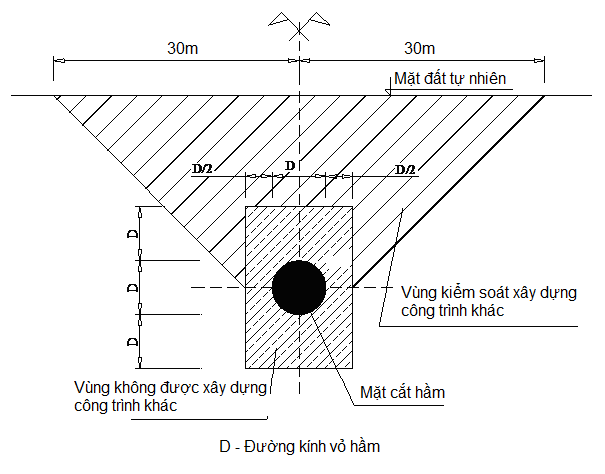 30m
30m
Mặt đất tự nhiên
D/2
D
D/2
D
D
D
Vùng kiểm soát xây dựng
công trình khác
Vùng không được xây dựng
công trình khác
Mặt cắt hầm
D - Đường kính vỏ hầm